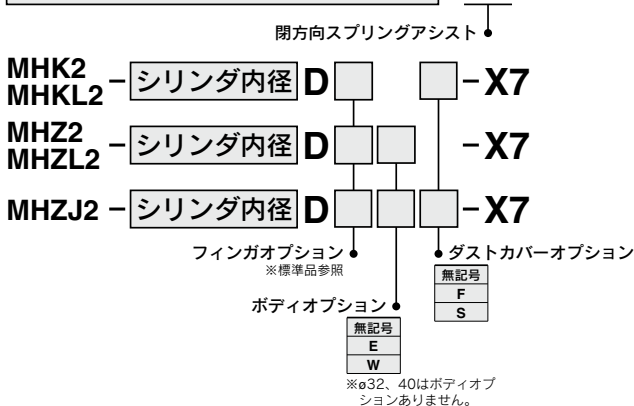 閉方向スプリングアシスト
MHK2
MHKL2 - シリンダ内径 D -X7
MHZ2
MHZL2 - シリンダ内径 D -X7
MHZJ2 - シリンダ内径 D -X7
フィンガオプション
※標準品参照
ダストカバーオプション
無記号
F
S
ボディオプション
無記号
E
W
※ø32、40はボディオプ
ションありません。